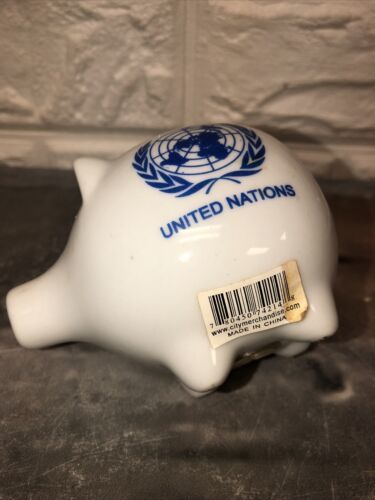 UNITED NATIONS
www.citymerchandise.com
MADE IN CHINA